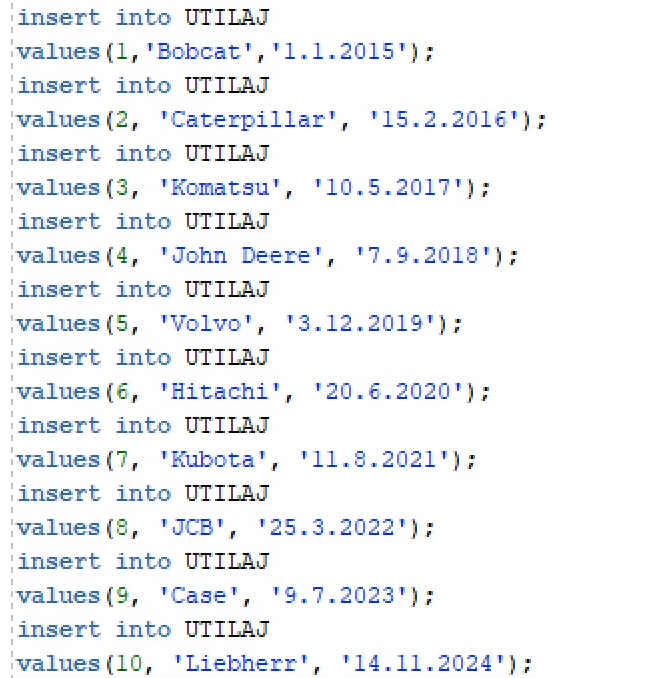 insert into UTILAJ
values(1,'Bobcat','1.1.2015');
insert into UTILAJ
values(2, 'Caterpillar', '15.2.2016');
insert into UTILAJ
values(3, 'Komatsu', '10.5.2017');
insert into UTILAJ
values(4, 'John Deere', '7.9.2018');
insert into UTILAJ
values(5, 'Volvo', '3.12.2019');
insert into UTILAJ
values(6, 'Hitachi', '20.6.2020');
insert into UTILAJ
values(7, 'Kubota', '11.8.2021');
insert into UTILAJ
values(8, 'JCB', '25.3.2022');
insert into UTILAJ
values(9, 'Case', '9.7.2023');
insert into UTILAJ
values(10, 'Liebherr', '14.11.2024');